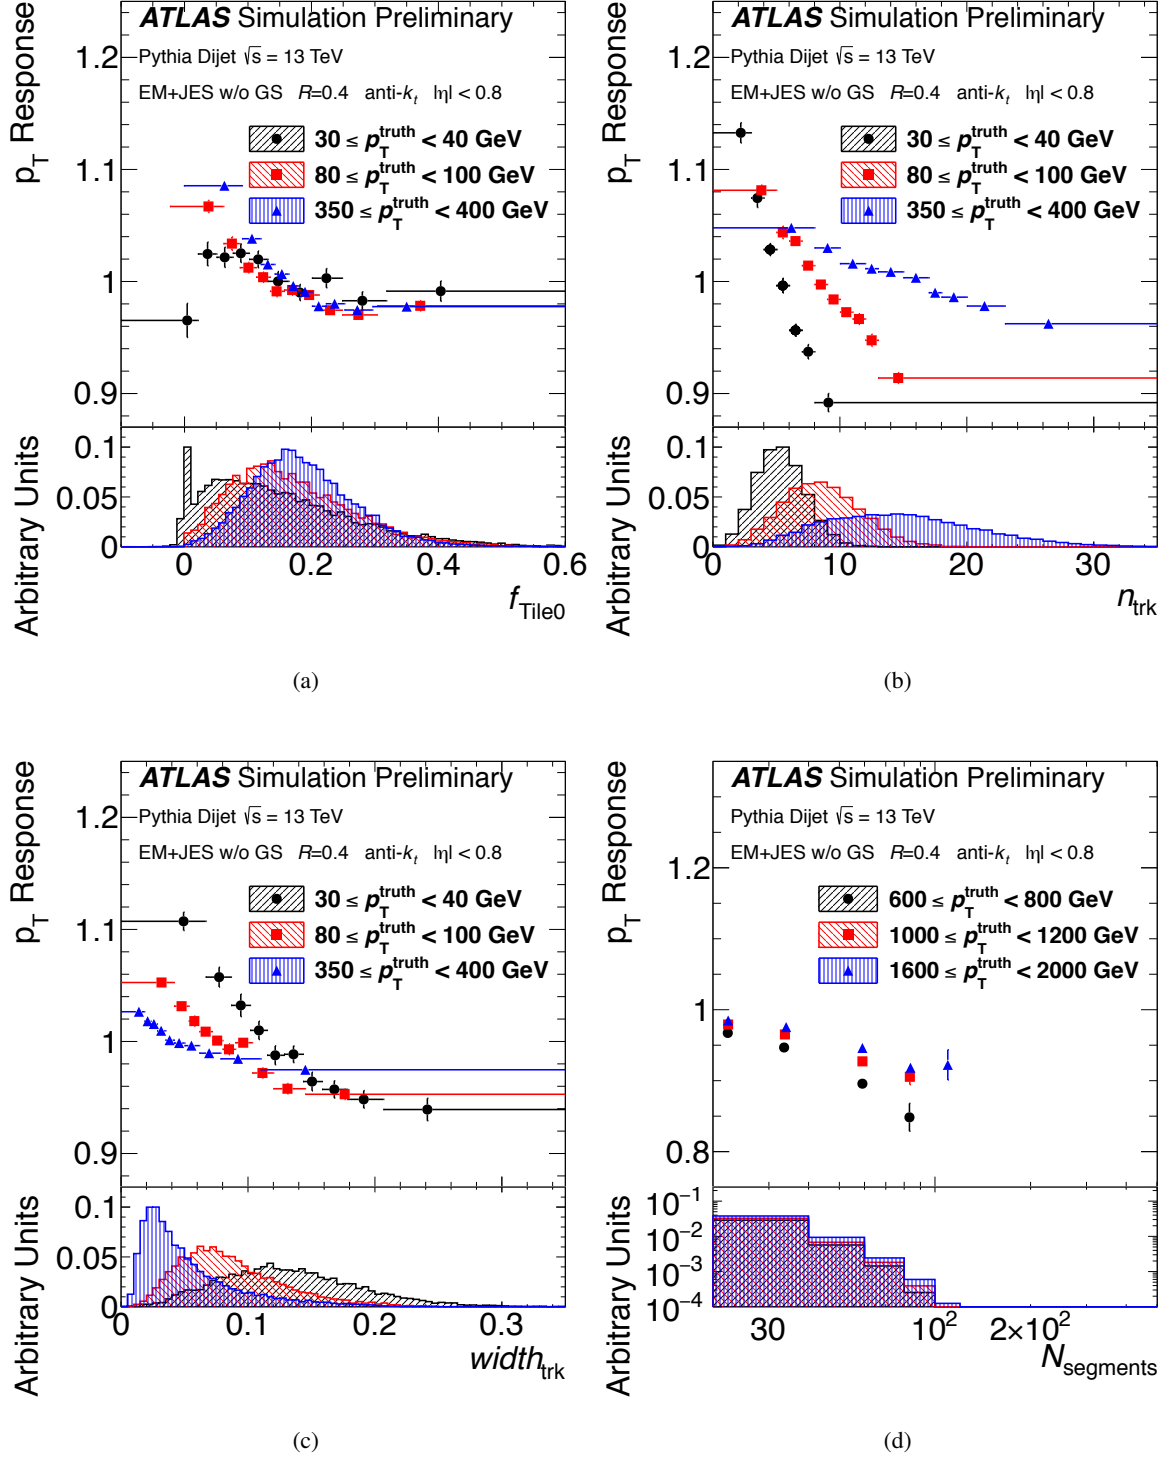 ATLAS Simulation Preliminary
Pythia Dijet √s = 13 TeV
EM+JES w/o GS R=0.4 anti-kt |η| < 0.8
30 ≤ pTtruth < 40 GeV
80 ≤ pTtruth < 100 GeV
350 ≤ pTtruth < 400 GeV
pT Response
1.2
1.1
1
0.9
Arbitrary Units
0.1
0.05
0
0 0.2 0.4 0.6
fTile0
(a)
ATLAS Simulation Preliminary
Pythia Dijet √s = 13 TeV
EM+JES w/o GS R=0.4 anti-kt |η| < 0.8
30 ≤ pTtruth < 40 GeV
80 ≤ pTtruth < 100 GeV
350 ≤ pTtruth < 400 GeV
pT Response
1.2
1.1
1
0.9
Arbitrary Units
0.1
0.05
0
0 10 20 30
ntrk
(b)
ATLAS Simulation Preliminary
Pythia Dijet √s = 13 TeV
EM+JES w/o GS R=0.4 anti-kt |η| < 0.8
30 ≤ pTtruth < 40 GeV
80 ≤ pTtruth < 100 GeV
350 ≤ pTtruth < 400 GeV
pT Response
1.2
1.1
1
0.9
Arbitrary Units
0.1
0.05
0
0 0.1 0.2 0.3
widthtrk
(c)
ATLAS Simulation Preliminary
Pythia Dijet √s = 13 TeV
EM+JES w/o GS R=0.4 anti-kt |η| < 0.8
600 ≤ pTtruth < 800 GeV
1000 ≤ pTtruth < 1200 GeV
1600 ≤ pTtruth < 2000 GeV
pT Response
1.2
1
0.8
Arbitrary Units
10⁻¹
10⁻²
10⁻³
10⁻⁴
30 10² 2×10²
Nsegments
(d)